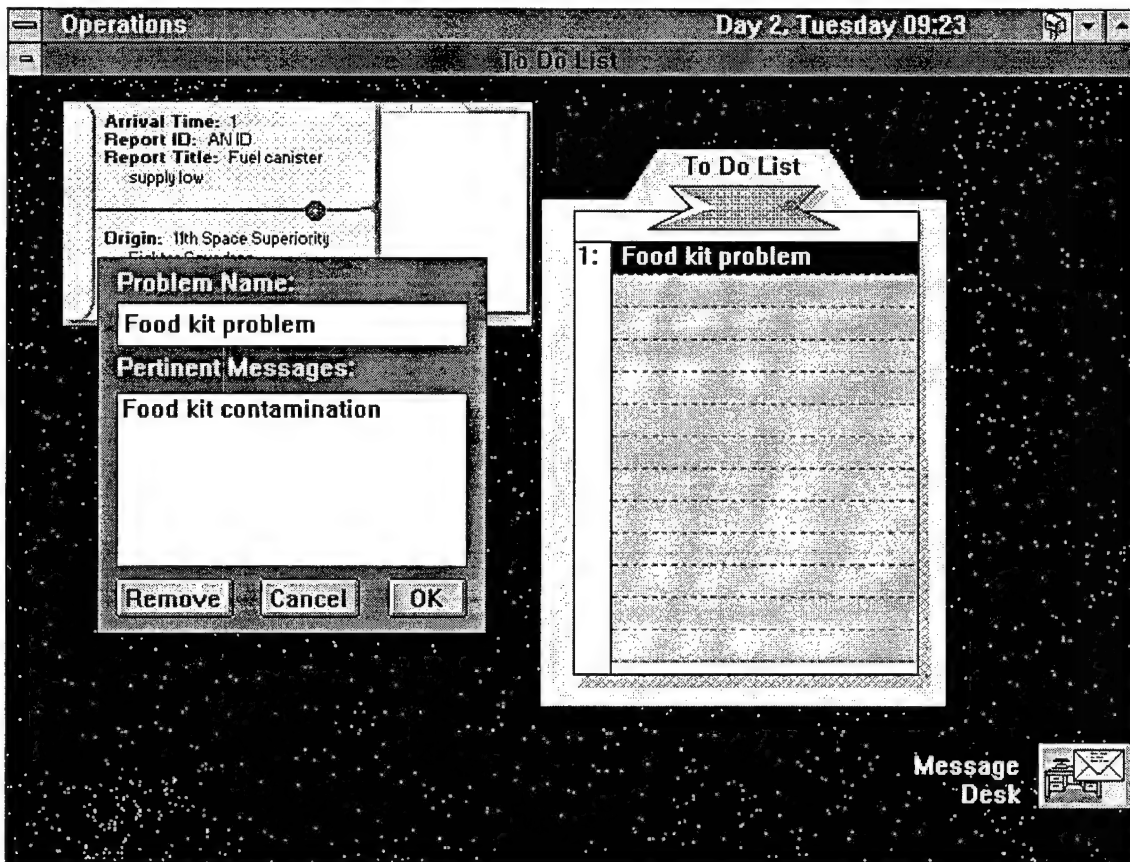 Operations
Day 2, Tuesday 09:23
To Do List
Arrival Time: 1
Report ID: AN ID
Report Title: Fuel canister
supply low
Origin: 11th Space Superiority
Fighter Squadron
Problem Name:
Food kit problem
Pertinent Messages:
Food kit contamination
Remove
Cancel
OK
To Do List
1:
Food kit problem
Message
Desk